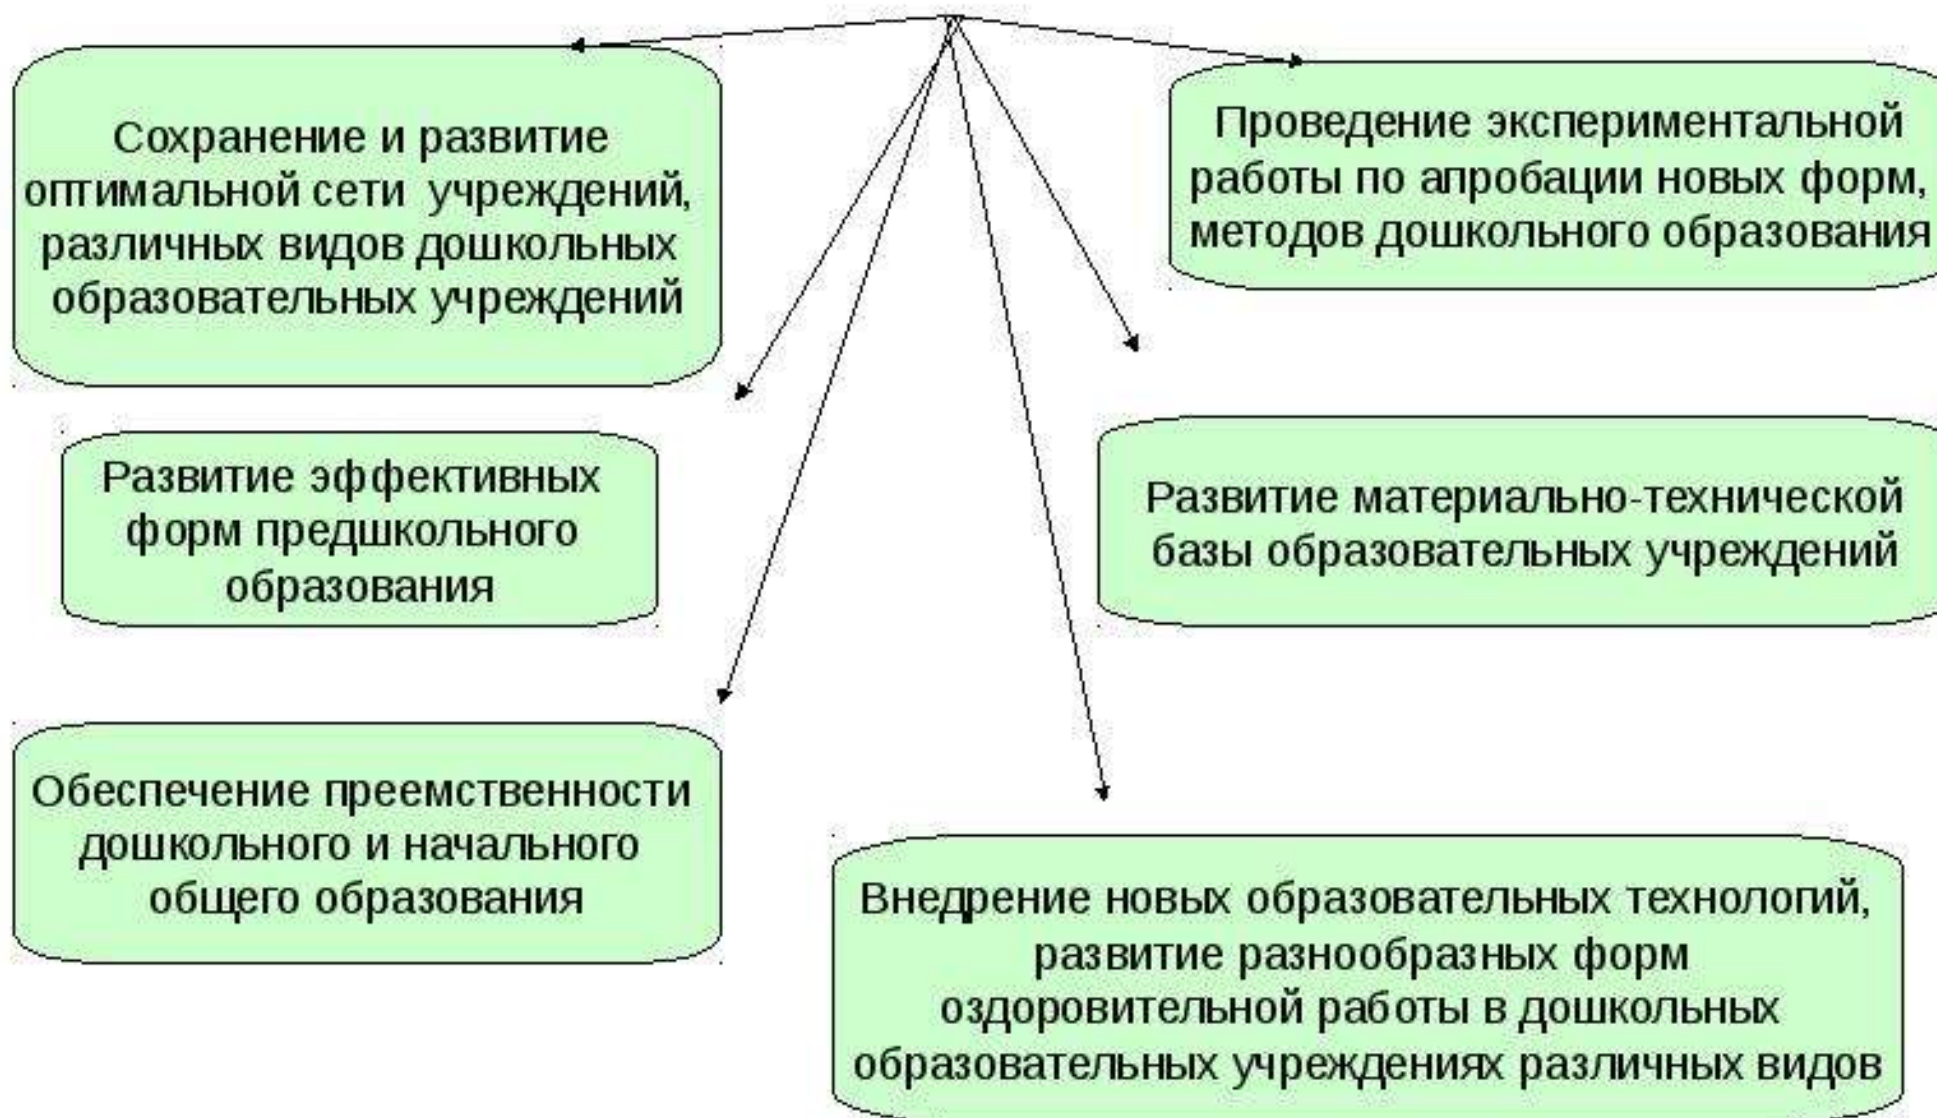 Сохранение и развитие
оптимальной сети учреждений,
различных видов дошкольных
образовательных учреждений
Проведение экспериментальной
работы по апробации новых форм,
методов дошкольного образования
Развитие эффективных
форм предшкольного
образования
Развитие материально-технической
базы образовательных учреждений
Обеспечение преемственности
дошкольного и начального
общего образования
Внедрение новых образовательных технологий,
развитие разнообразных форм
оздоровительной работы в дошкольных
образовательных учреждениях различных видов